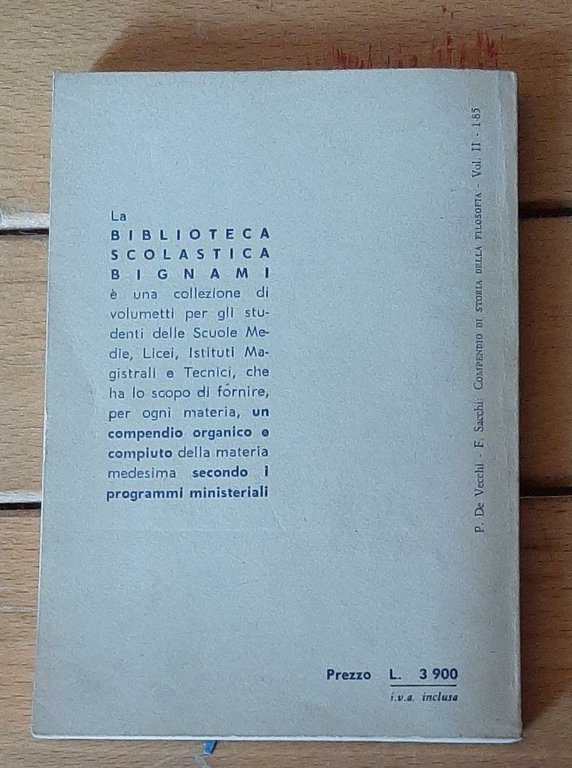 La
BIBLIOTECA
SCOLASTICA
BIGNAMI
è una collezione di
volumetti per gli stu-
denti delle Scuole Me-
die, Licei, Istituti Ma-
gistrali e Tecnici, che
ha lo scopo di fornire,
per ogni materia, un
compendio organico e
compiuto della materia
medesima secondo i
programmi ministeriali
P. De Vecchi - F. Sacchi: COMPENDIO DI STORIA DELLA FILOSOFIA - Vol. II - 1-85
Prezzo L. 3 900
i.v.a. inclusa